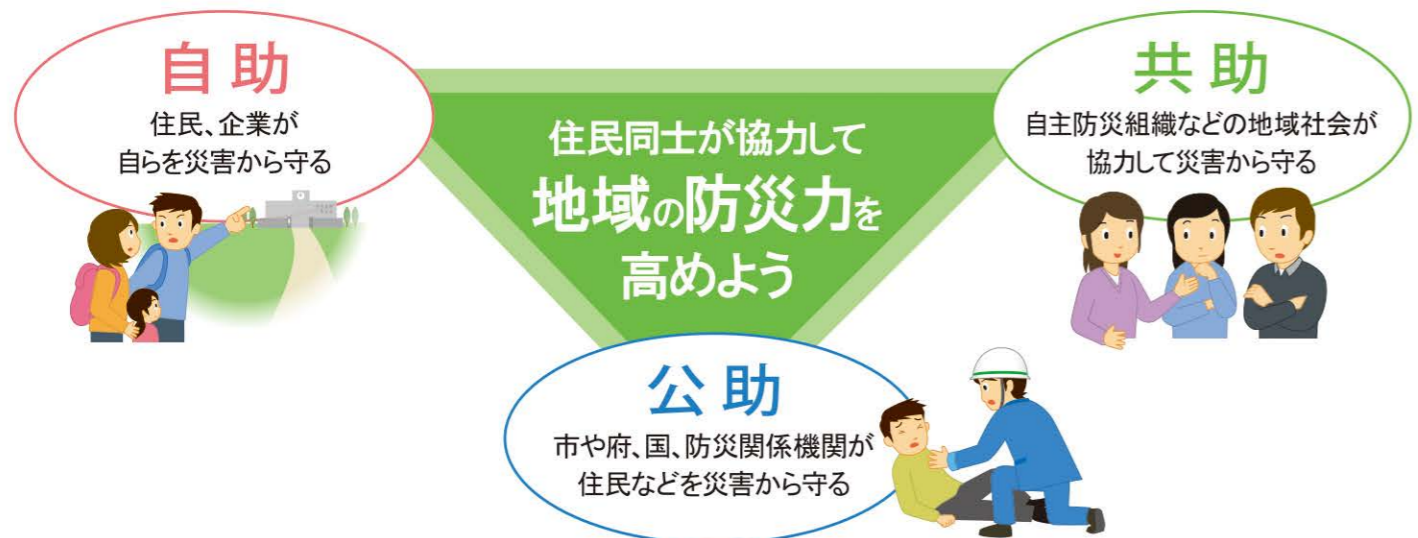 自助
住民、企業が
自らを災害から守る
住民同士が協力して
地域の防災力を
高めよう
共助
自主防災組織などの地域社会が
協力して災害から守る
公助
市や府、国、防災関係機関が
住民などを災害から守る